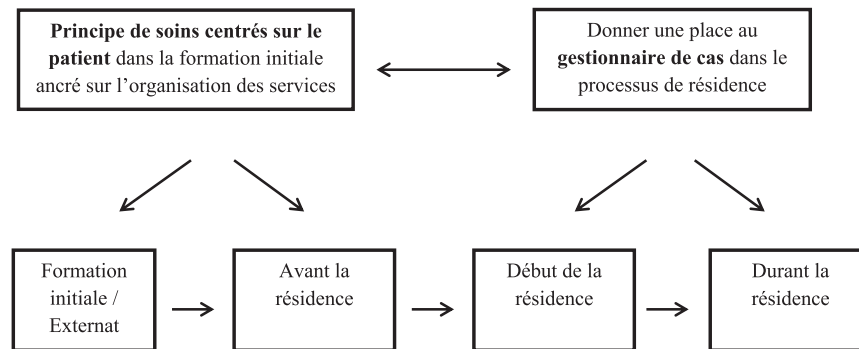 Principe de soins centrés sur le
patient dans la formation initiale
ancré sur l’organisation des services
Donner une place au
gestionnaire de cas dans le
processus de résidence
Formation
initiale /
Externat
Avant la
résidence
Début de la
résidence
Durant la
résidence